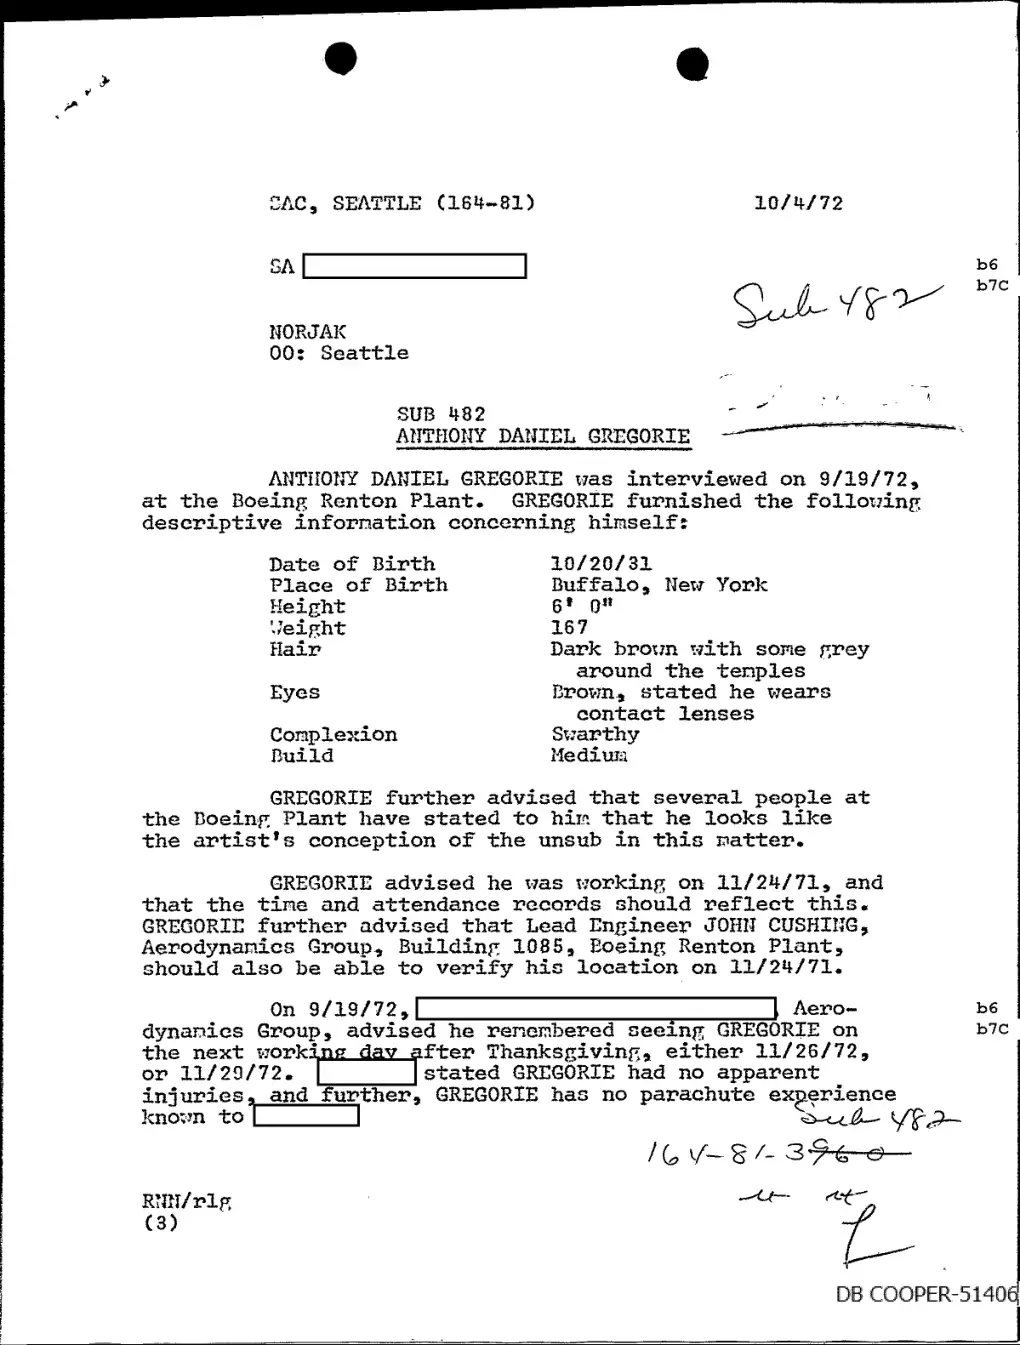 SAC, SEATTLE (164-81) 10/4/72
SA b6
b7C
Sub 482
NORJAK
OO: Seattle
SUB 482
ANTHONY DANIEL GREGORIE
ANTHONY DANIEL GREGORIE was interviewed on 9/19/72,
at the Boeing Renton Plant. GREGORIE furnished the following
descriptive information concerning himself:
Date of Birth 10/20/31
Place of Birth Buffalo, New York
Height 6' 0"
Weight 167
Hair Dark brown with some grey
around the temples
Eyes Brown, stated he wears
contact lenses
Complexion Swarthy
Build Medium
GREGORIE further advised that several people at
the Boeing Plant have stated to him that he looks like
the artist's conception of the unsub in this matter.
GREGORIE advised he was working on 11/24/71, and
that the time and attendance records should reflect this.
GREGORIE further advised that Lead Engineer JOHN CUSHING,
Aerodynamics Group, Building 1085, Boeing Renton Plant,
should also be able to verify his location on 11/24/71.
On 9/19/72, Aero- b6
dynamics Group, advised he remembered seeing GREGORIE on b7C
the next working day after Thanksgiving, either 11/26/72,
or 11/29/72. stated GREGORIE had no apparent
injuries, and further, GREGORIE has no parachute experience
known to
Sub 482
164-81-3960
RNN/rlg
(3)
DB COOPER-51406